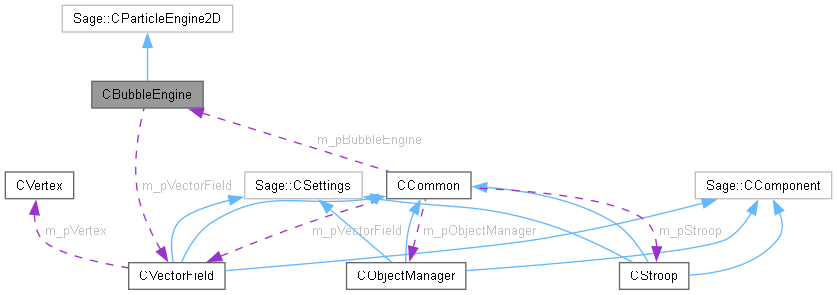 Sage::CParticleEngine2D
CBubbleEngine
m_pBubbleEngine
m_pVectorField
CVertex
Sage::CSettings
CCommon
Sage::CComponent
m_pVertex
m_pVectorField
m_pObjectManager
m_pStroop
CVectorField
CObjectManager
CStroop